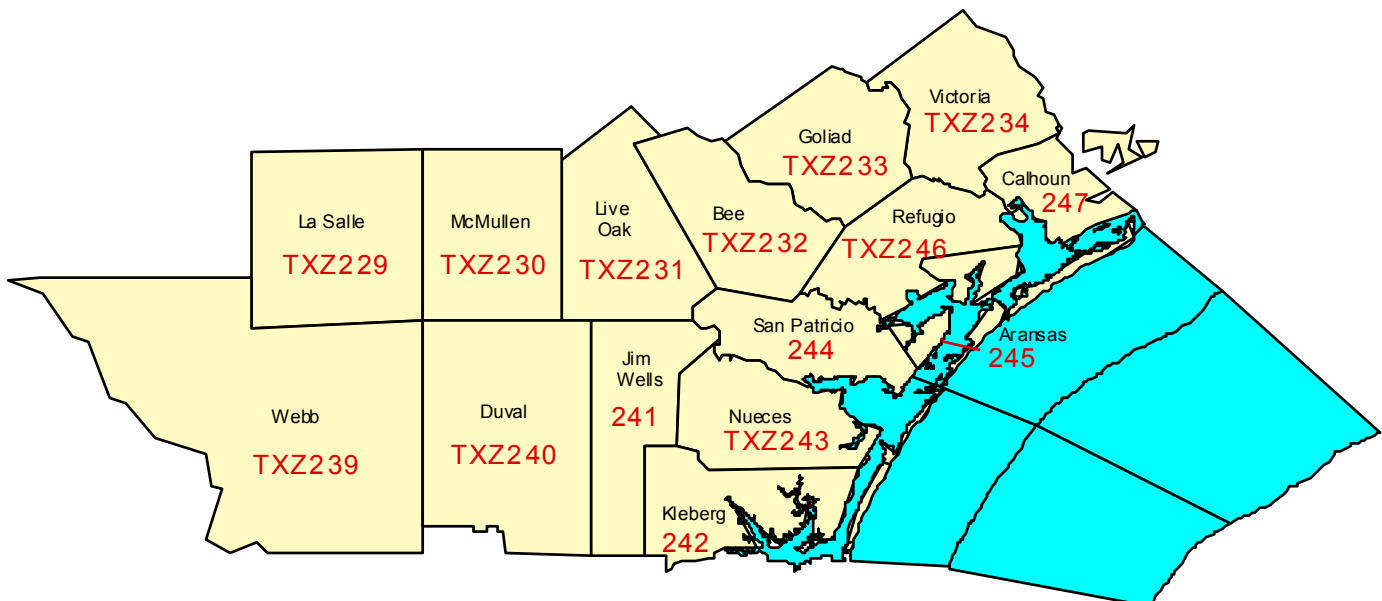 Victoria
TXZ234
Goliad
TXZ233
Calhoun
247
La Salle
TXZ229
McMullen
TXZ230
Live
Oak
TXZ231
Bee
TXZ232
Refugio
TXZ246
San Patricio
244
Aransas
245
Jim
Wells
241
Webb
TXZ239
Duval
TXZ240
Nueces
TXZ243
Kleberg
242